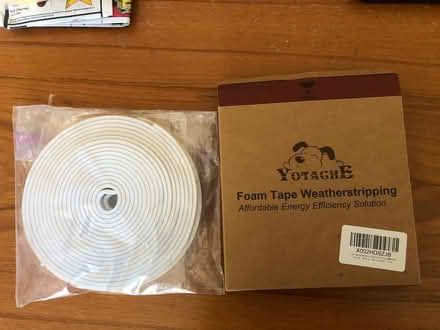 YOTACHE
Foam Tape Weatherstripping
Affordable Energy Efficiency Solution